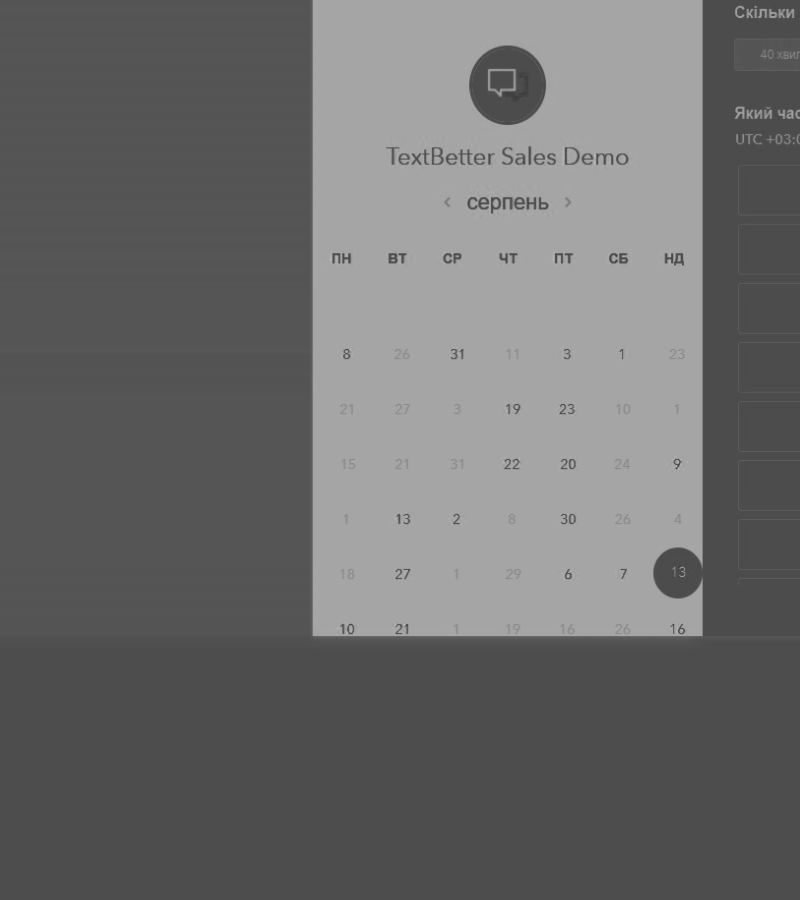 TextBetter Sales Demo
‹ серпень ›
ПН ВТ СР ЧТ ПТ СБ НД
8 26 31 11 3 1 23
21 27 3 19 23 10 1
15 21 31 22 20 24 9
1 13 2 8 30 26 4
18 27 1 29 6 7 13
10 21 1 19 16 26 16
Скільки
40 хвил
Який час
UTC +03:0